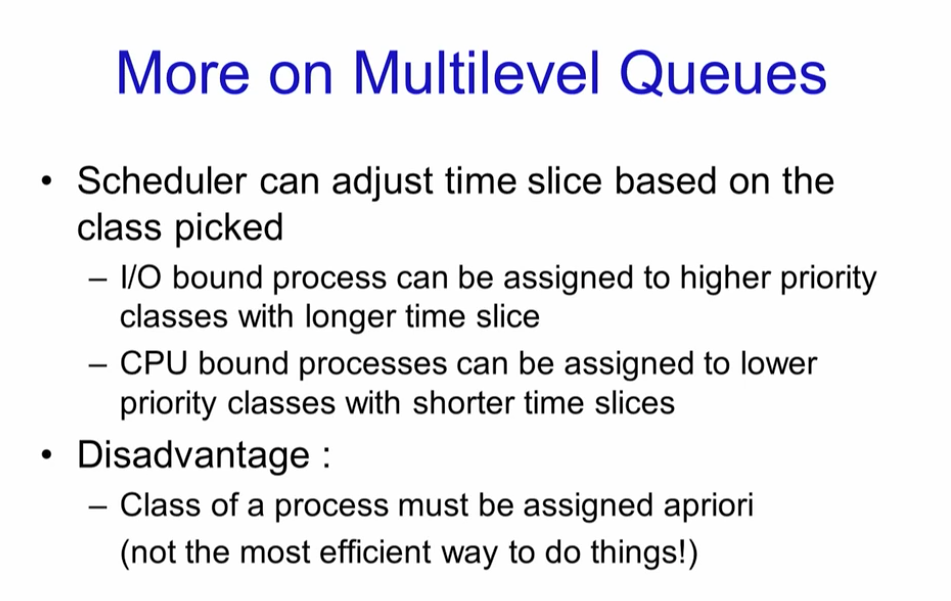 More on Multilevel Queues
• Scheduler can adjust time slice based on the
class picked
– I/O bound process can be assigned to higher priority
classes with longer time slice
– CPU bound processes can be assigned to lower
priority classes with shorter time slices
• Disadvantage :
– Class of a process must be assigned apriori
(not the most efficient way to do things!)